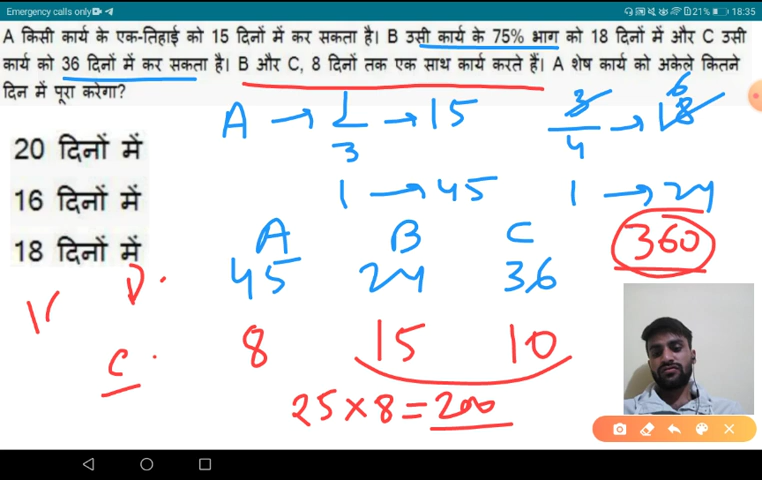 Emergency calls only
21%
18:35
A किसी कार्य के एक-तिहाई को 15 दिनों में कर सकता है। B उसी कार्य के 75% भाग को 18 दिनों में और C उसी
कार्य को 36 दिनों में कर सकता है। B और C, 8 दिनों तक एक साथ कार्य करते हैं। A शेष कार्य को अकेले कितने
दिन में पूरा करेगा?
20 दिनों में
16 दिनों में
18 दिनों में
A → 1/3 → 15
3/4 → 18 6
1 → 45
1 → 24
A B C
45 24 36
360
8 15 10
25 × 8 = 200
C.